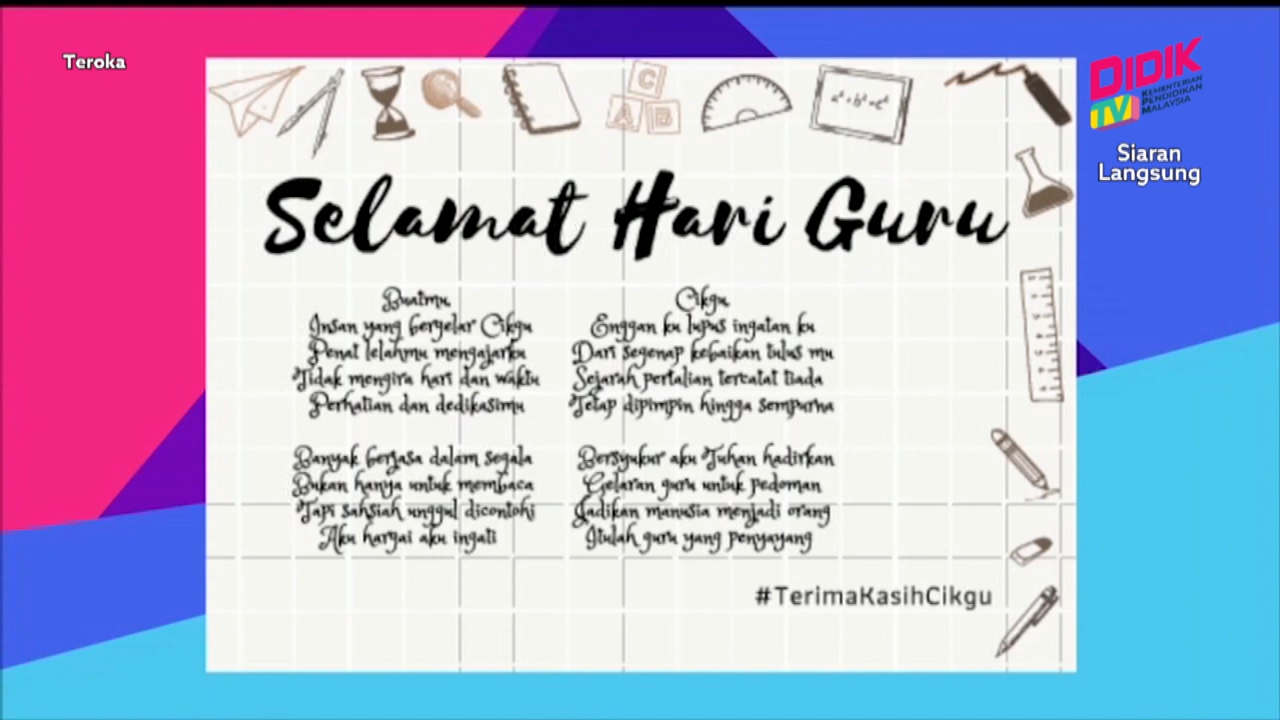 Teroka
DIDIK
TV
KEMENTERIAN
PENDIDIKAN
MALAYSIA
Siaran
Langsung
C
A B
a² + b² = c²
Selamat Hari Guru
Buatmu
Insan yang bergelar Cikgu
Penat lelahmu mengajarku
Tidak mengira hari dan waktu
Perhatian dan dedikasimu
Banyak berjasa dalam segala
Bukan hanya untuk membaca
Tapi sahsiah unggul dicontohi
Aku hargai aku ingati
Cikgu
Enggan ku lupus ingatan ku
Dari segenap kebaikan tulus mu
Sejarah pertalian tercatat tiada
Tetap dipimpin hingga sempurna
Bersyukur aku Tuhan hadirkan
Gelaran guru untuk pedoman
Jadikan manusia menjadi orang
Itulah guru yang penyayang
#TerimaKasihCikgu